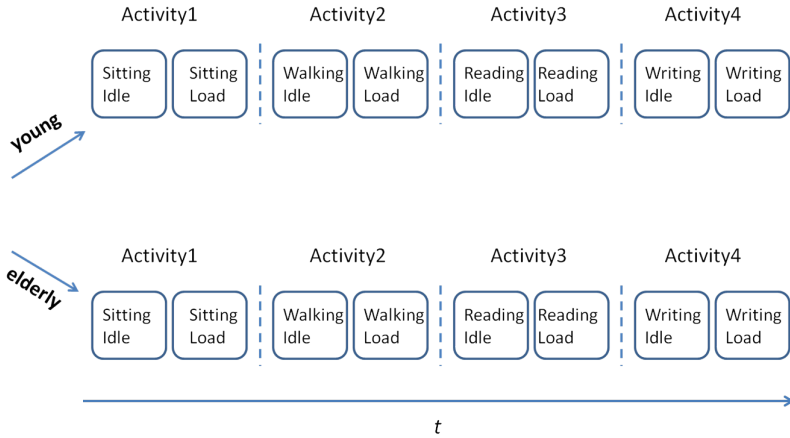 Activity1 Activity2 Activity3 Activity4
Sitting Sitting Walking Walking Reading Reading Writing Writing
Idle Load Idle Load Idle Load Idle Load
young
Activity1 Activity2 Activity3 Activity4
elderly
Sitting Sitting Walking Walking Reading Reading Writing Writing
Idle Load Idle Load Idle Load Idle Load
t